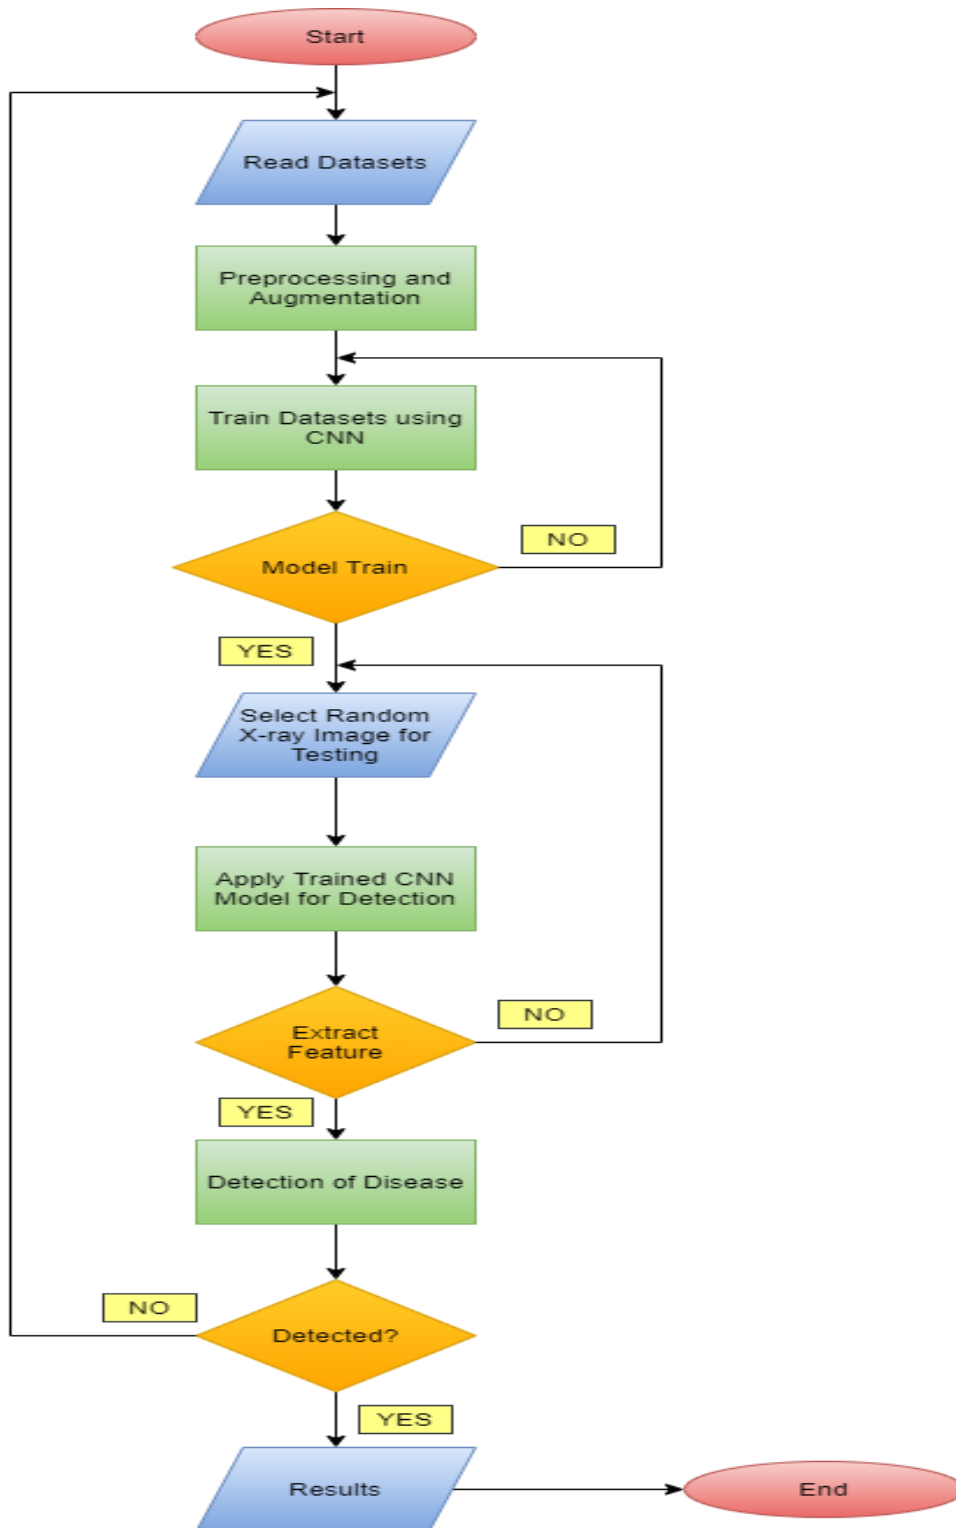 Start
Read Datasets
Preprocessing and
Augmentation
Train Datasets using
CNN
Model Train
NO
YES
Select Random
X-ray Image for
Testing
Apply Trained CNN
Model for Detection
Extract
Feature
NO
YES
Detection of Disease
NO
Detected?
YES
Results
End